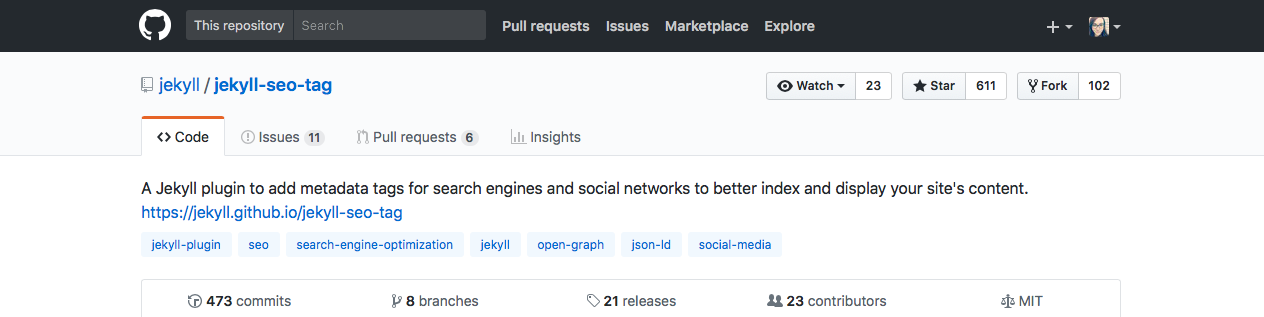 This repository Search Pull requests Issues Marketplace Explore
jekyll / jekyll-seo-tag Watch 23 Star 611 Fork 102
Code Issues 11 Pull requests 6 Insights
A Jekyll plugin to add metadata tags for search engines and social networks to better index and display your site's content.
https://jekyll.github.io/jekyll-seo-tag
jekyll-plugin seo search-engine-optimization jekyll open-graph json-ld social-media
473 commits 8 branches 21 releases 23 contributors MIT